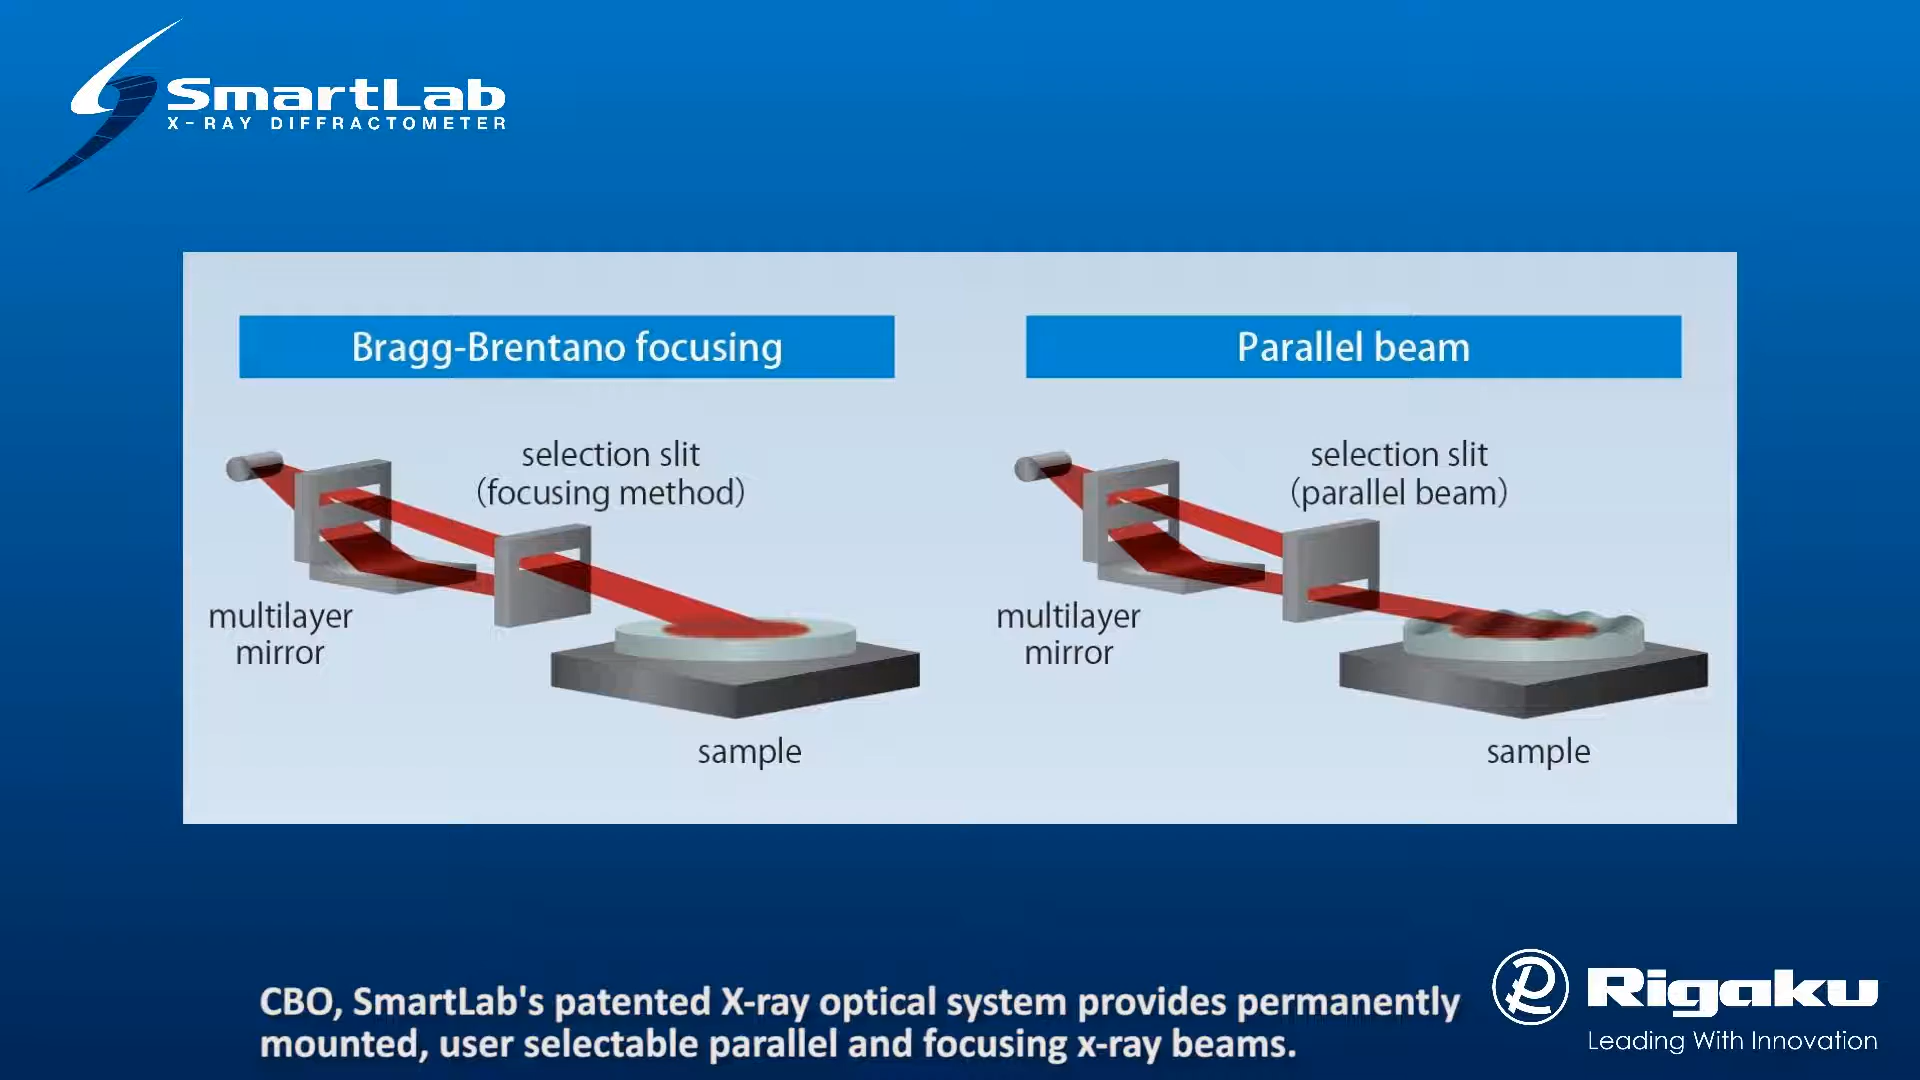 SmartLab
X-RAY DIFFRACTOMETER
Bragg-Brentano focusing
selection slit
(focusing method)
multilayer
mirror
sample
Parallel beam
selection slit
(parallel beam)
multilayer
mirror
sample
CBO, SmartLab's patented X-ray optical system provides permanently
mounted, user selectable parallel and focusing x-ray beams.
Rigaku
Leading With Innovation